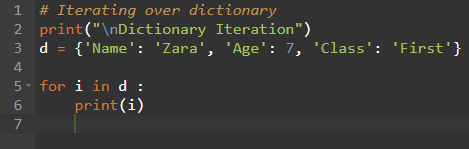 1 # Iterating over dictionary
2 print("\nDictionary Iteration")
3 d = {'Name': 'Zara', 'Age': 7, 'Class': 'First'}
4
5 for i in d :
6     print(i)
7